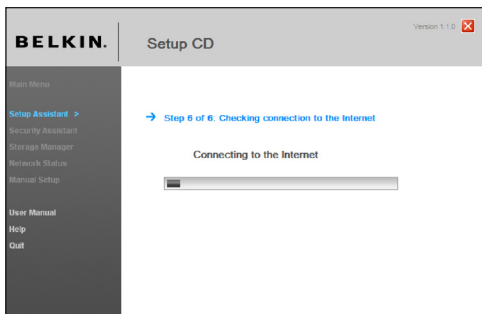 Version 1.1.0
BELKIN.
Setup CD
Main Menu
Setup Assistant >
Security Assistant
Storage Manager
Network Status
Manual Setup
User Manual
Help
Quit
Step 6 of 6: Checking connection to the Internet
Connecting to the Internet